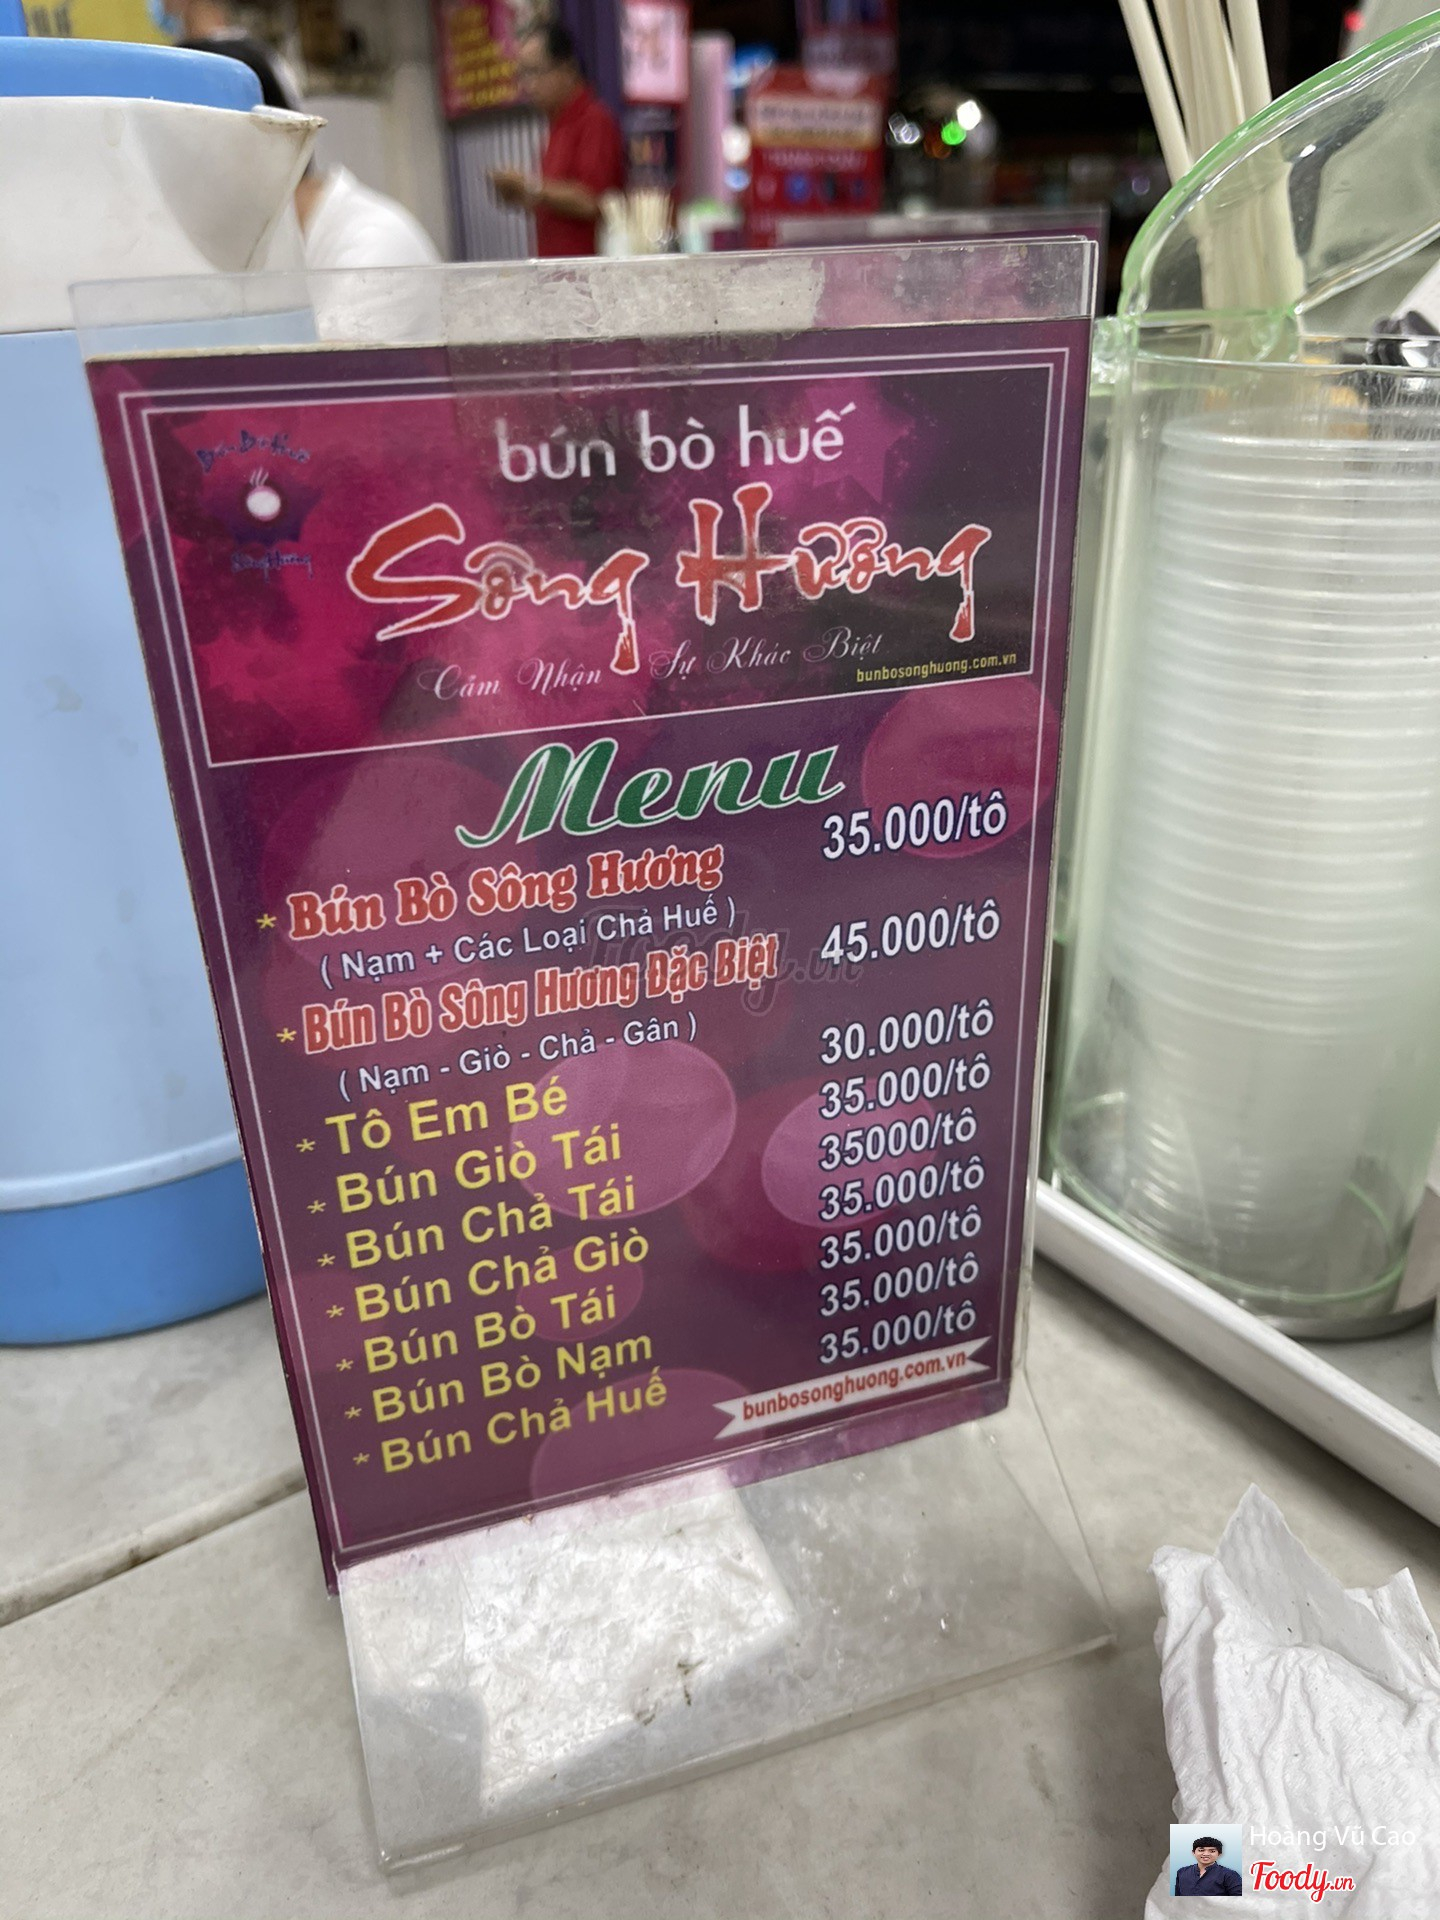 bún bò huế
Sông Hương
Cảm Nhận Sự Khác Biệt
bunbosonghuong.com.vn
Menu
* Bún Bò Sông Hương 35.000/tô
( Nạm + Các Loại Chả Huế )
* Bún Bò Sông Hương Đặc Biệt 45.000/tô
( Nạm - Giò - Chả - Gân )
* Tô Em Bé 30.000/tô
* Bún Giò Tái 35.000/tô
* Bún Chả Tái 35000/tô
* Bún Chả Giò 35.000/tô
* Bún Bò Tái 35.000/tô
* Bún Bò Nạm 35.000/tô
* Bún Chả Huế 35.000/tô
bunbosonghuong.com.vn
Foody.vn
Hoàng Vũ Cao
Foody.vn